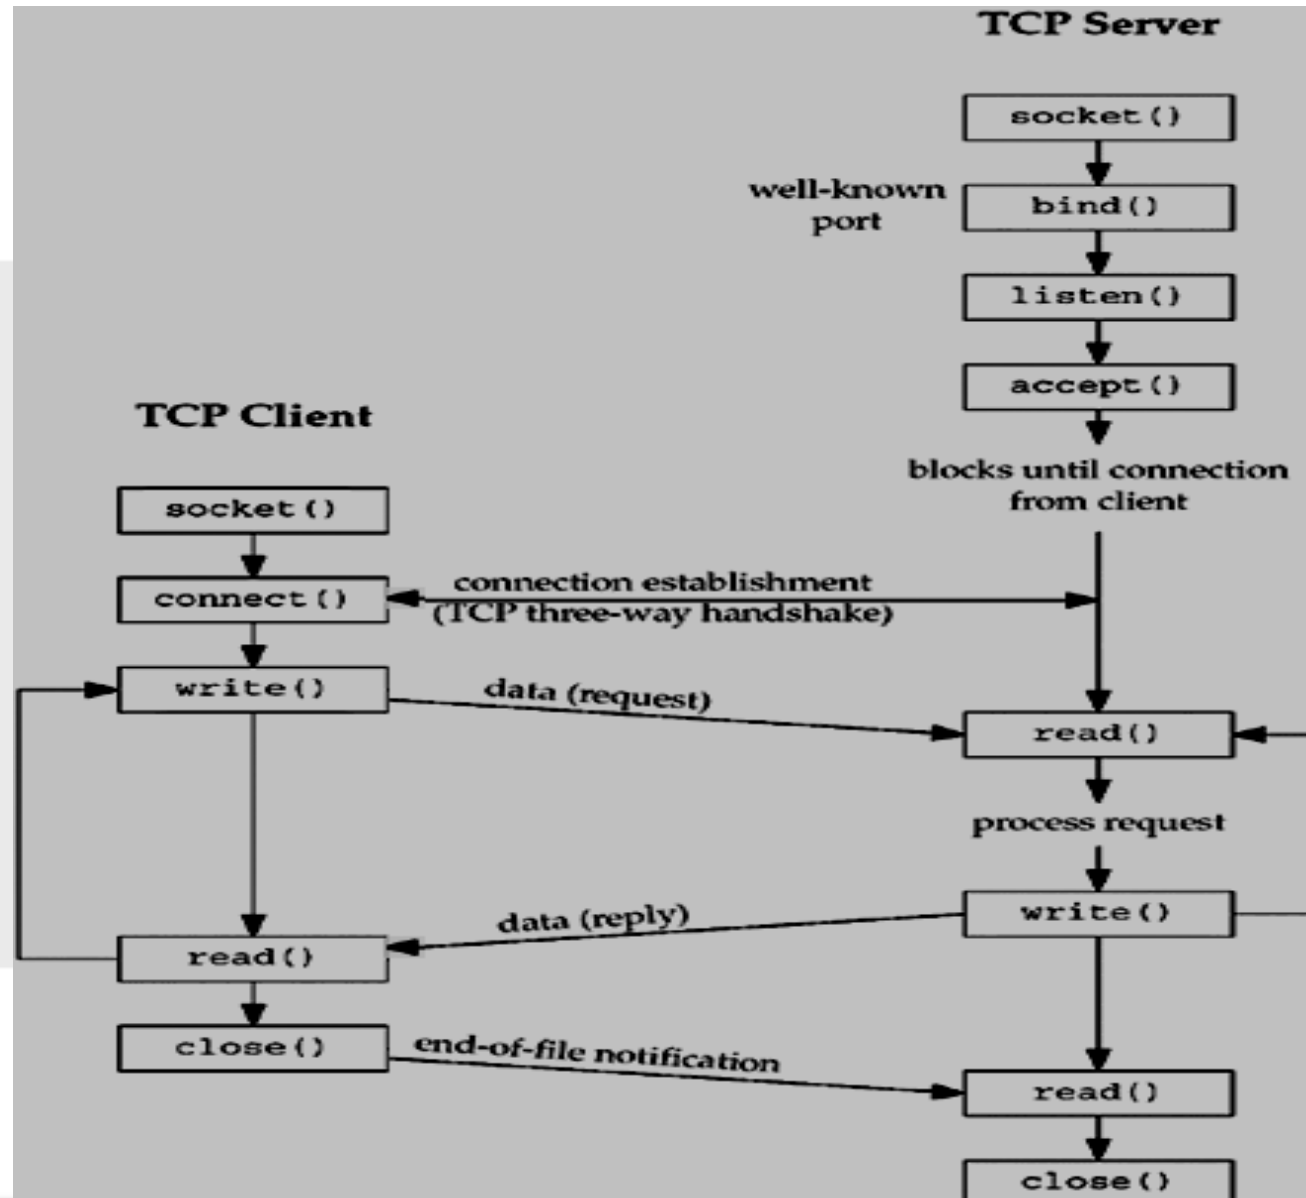 TCP Server
socket()
well-known
port
bind()
listen()
accept()
blocks until connection
from client
TCP Client
socket()
connect()
connection establishment
(TCP three-way handshake)
write()
data (request)
read()
process request
write()
data (reply)
read()
close()
end-of-file notification
read()
close()